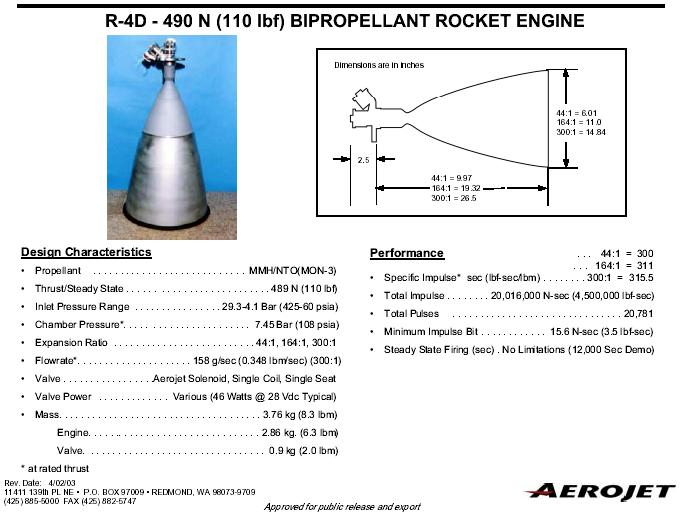 R-4D - 490 N (110 lbf) BIPROPELLANT ROCKET ENGINE
Dimensions are in inches
44:1 = 6.01
164:1 = 11.0
300:1 = 14.84
2.5
44:1 = 9.97
164:1 = 19.32
300:1 = 26.5
Design Characteristics
• Propellant . . . . . . . . . . . . . . . . . . . . . . . . . . . MMH/NTO(MON-3)
• Thrust/Steady State . . . . . . . . . . . . . . . . . . . . . . . . . 489 N (110 lbf)
• Inlet Pressure Range . . . . . . . . . . . . . . . 29.3-4.1 Bar (425-60 psia)
• Chamber Pressure*. . . . . . . . . . . . . . . . . . . . . . 7.45 Bar (108 psia)
• Expansion Ratio . . . . . . . . . . . . . . . . . . . . . . . . . 44:1, 164:1, 300:1
• Flowrate*. . . . . . . . . . . . . . . . . . . . 158 g/sec (0.348 lbm/sec) (300:1)
• Valve . . . . . . . . . . . . . . . .Aerojet Solenoid, Single Coil, Single Seat
• Valve Power . . . . . . . . . . . . . Various (46 Watts @ 28 Vdc Typical)
• Mass. . . . . . . . . . . . . . . . . . . . . . . . . . . . . . . . . . . 3.76 kg (8.3 lbm)
Engine. . . . . . . . . . . . . . . . . . . . . . . . . . . . . . 2.86 kg. (6.3 lbm)
Valve. . . . . . . . . . . . . . . . . . . . . . . . . . . . . . . . 0.9 kg (2.0 lbm)
* at rated thrust
Performance
. . . 44:1 = 300
. . . 164:1 = 311
• Specific Impulse* sec (lbf-sec/lbm) . . . . . . . . 300:1 = 315.5
• Total Impulse . . . . . . . . 20,016,000 N-sec (4,500,000 lbf-sec)
• Total Pulses . . . . . . . . . . . . . . . . . . . . . . . . . . . . . . 20,781
• Minimum Impulse Bit . . . . . . . . . . . . 15.6 N-sec (3.5 lbf-sec)
• Steady State Firing (sec) . No Limitations (12,000 Sec Demo)
Rev. Date: 4/02/03
11411 139th PL NE • P.O. BOX 97009 • REDMOND, WA 98073-9709
(425) 885-5000 FAX (425) 882-5747
Approved for public release and export
AEROJET